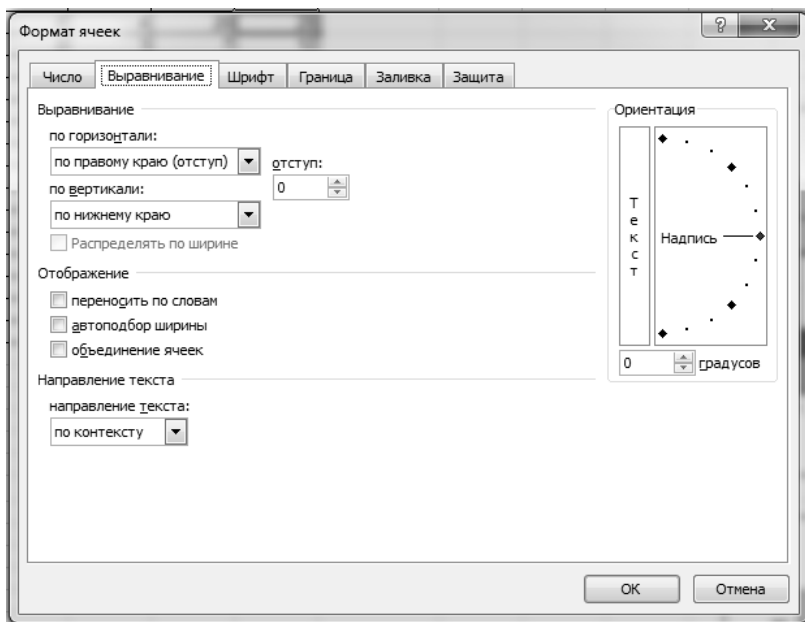 Формат ячеек
Число Выравнивание Шрифт Граница Заливка Защита
Выравнивание
по горизонтали:
по правому краю (отступ)
отступ:
0
по вертикали:
по нижнему краю
Распределять по ширине
Отображение
переносить по словам
автоподбор ширины
объединение ячеек
Направление текста
направление текста:
по контексту
Ориентация
Текст
Надпись
0 градусов
ОК Отмена